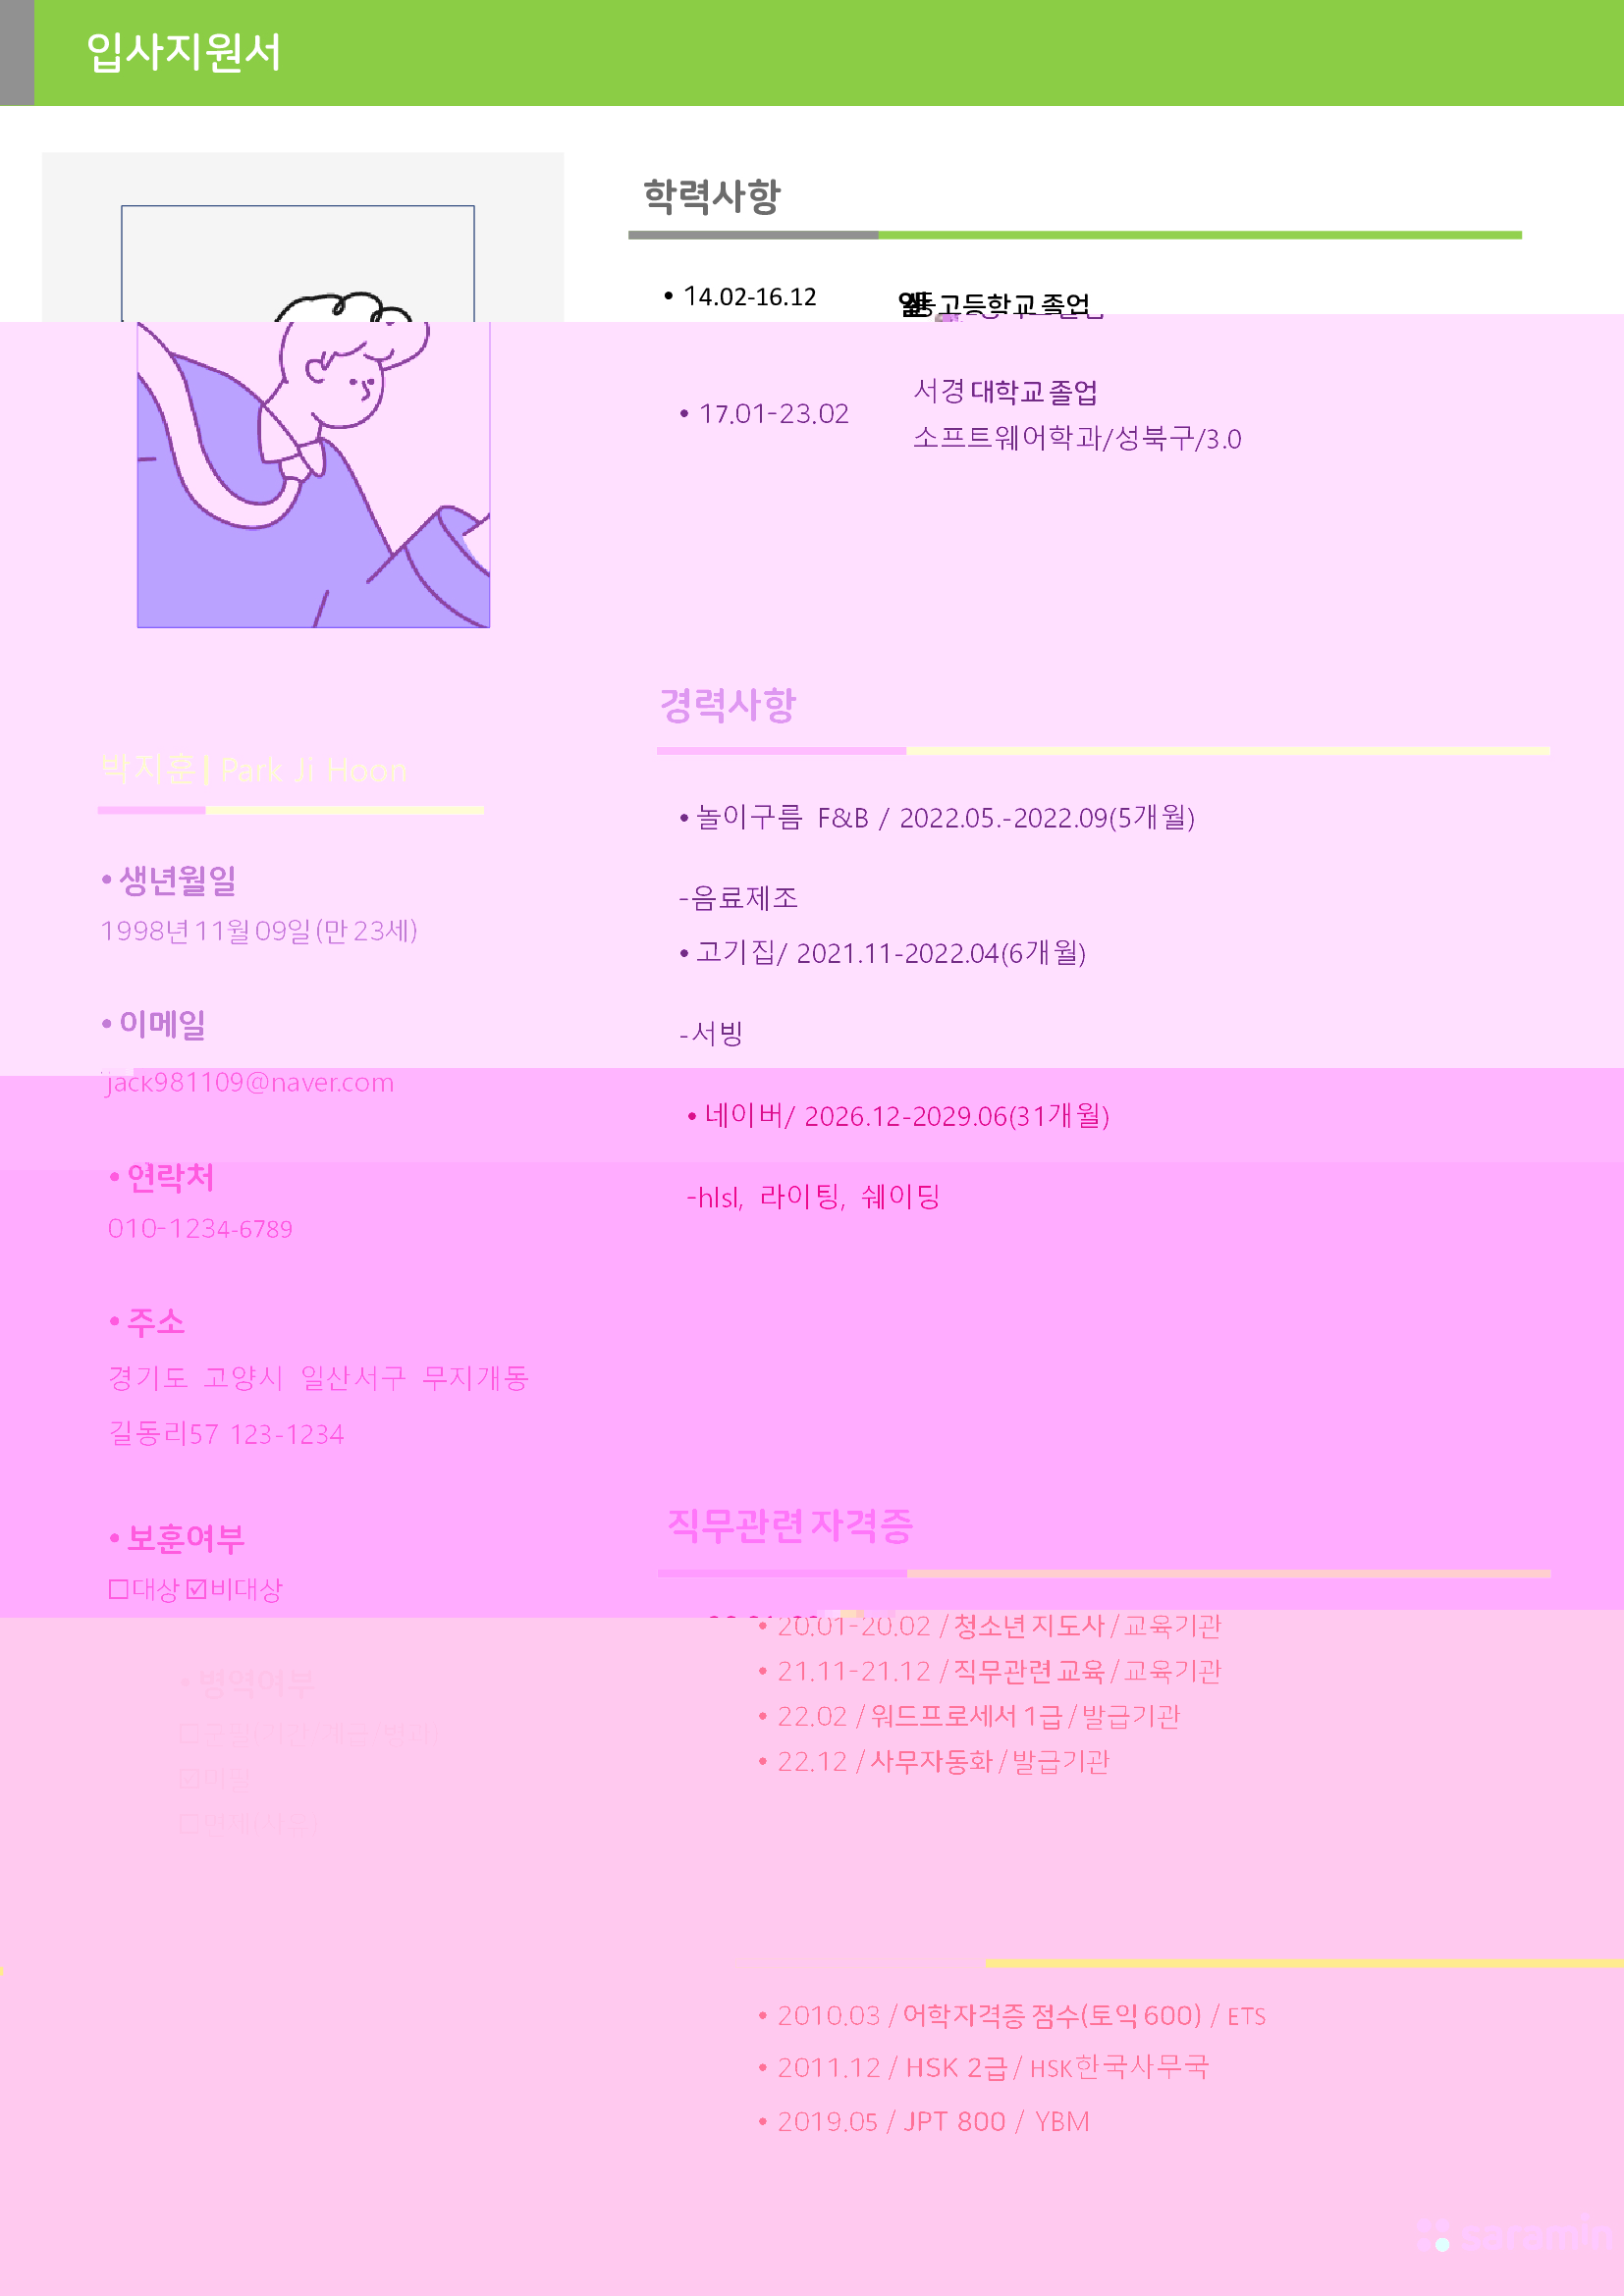 입사지원서
학력사항
• 14.02-16.12
고등학교 졸업
• 17.01-23.02
서경 대학교 졸업
소프트웨어학과/성북구/3.0
박지훈 | Park Ji Hoon
• 생년월일
1998년 11월 09일 (만 23세)
• 이메일
jack981109@naver.com
• 연락처
010-1234-6789
• 주소
경기도 고양시 일산서구 무지개동
길동리57 123-1234
• 보훈여부
☐대상 ☑비대상
• 병역여부
경력사항
• 놀이구름 F&B / 2022.05.-2022.09(5개월)
-음료제조
• 고기집/ 2021.11-2022.04(6개월)
-서빙
• 네이버/ 2026.12-2029.06(31개월)
-hlsl, 라이팅, 쉐이딩
직무관련 자격증
• 20.01-20.02 / 청소년 지도사 / 교육기관
• 21.11-21.12 / 직무관련 교육 / 교육기관
• 22.02 / 워드프로세서 1급 / 발급기관
• 22.12 / 사무자동화 / 발급기관
• 2010.03 / 어학자격증 점수(토익 600) / ETS
• 2011.12 / HSK 2급 / HSK한국사무국
• 2019.05 / JPT 800 / YBM
saramin